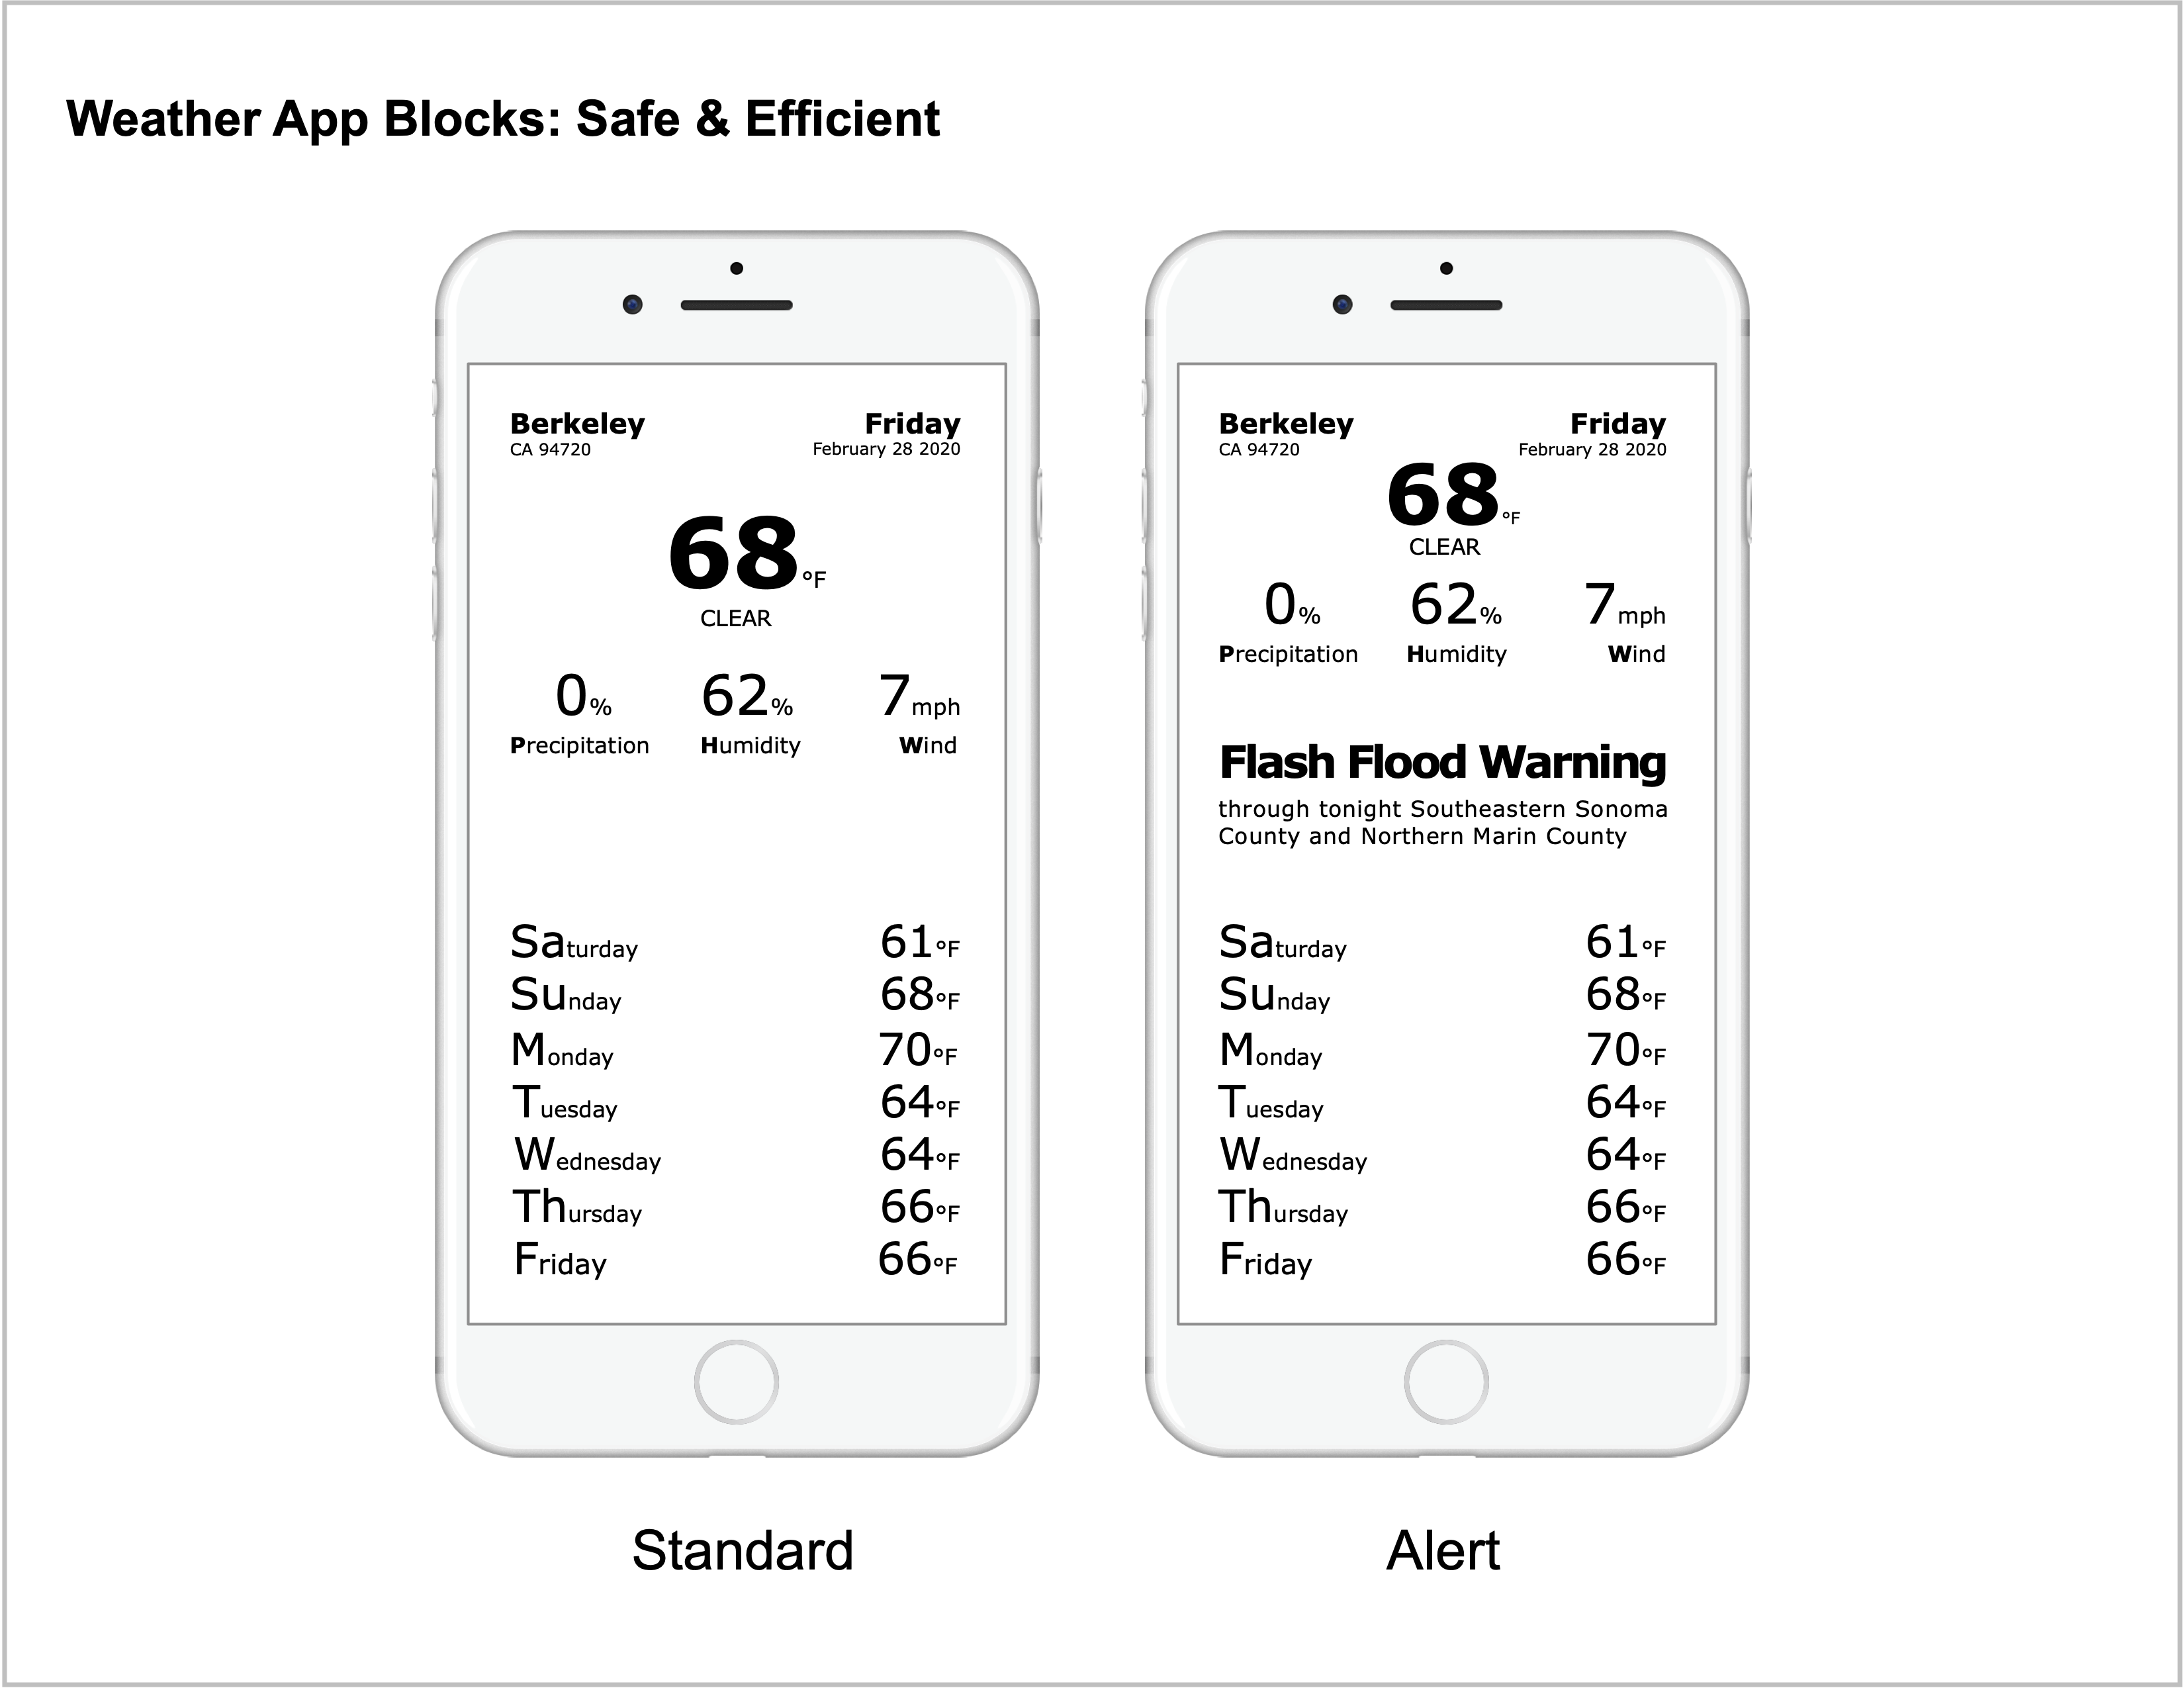 Weather App Blocks: Safe & Efficient
Berkeley Friday
CA 94720 February 28 2020
68°F
CLEAR
0% 62% 7mph
Precipitation Humidity Wind
Saturday 61°F
Sunday 68°F
Monday 70°F
Tuesday 64°F
Wednesday 64°F
Thursday 66°F
Friday 66°F
Standard
Berkeley Friday
CA 94720 February 28 2020
68°F
CLEAR
0% 62% 7mph
Precipitation Humidity Wind
Flash Flood Warning
through tonight Southeastern Sonoma
County and Northern Marin County
Saturday 61°F
Sunday 68°F
Monday 70°F
Tuesday 64°F
Wednesday 64°F
Thursday 66°F
Friday 66°F
Alert